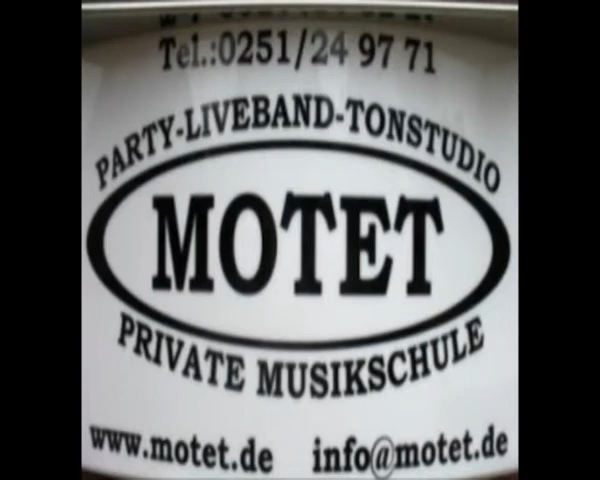 Tel.:0251/24 97 71
PARTY-LIVEBAND-TONSTUDIO
MOTET
PRIVATE MUSIKSCHULE
www.motet.de info@motet.de